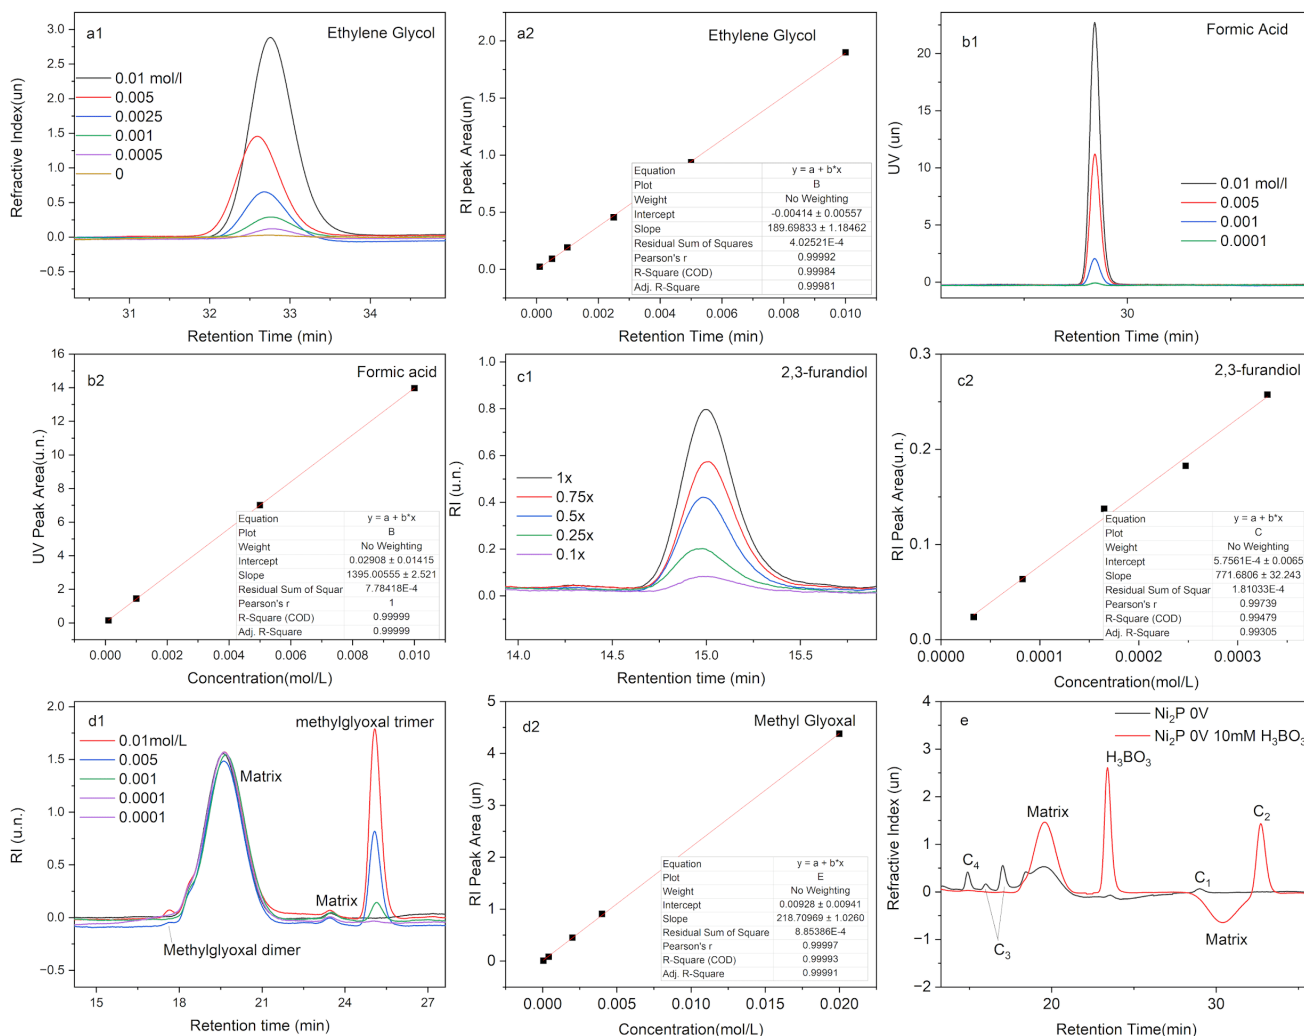 a1
Ethylene Glycol
0.01 mol/l
0.005
0.0025
0.001
0.0005
0
3.0
2.5
2.0
1.5
1.0
0.5
0.0
−0.5
Refractive Index(un)
31 32 33 34
Retention Time (min)
a2
Ethylene Glycol
2.0
1.5
1.0
0.5
0.0
RI peak Area(un)
Equation y = a + b*x
Plot B
Weight No Weighting
Intercept -0.00414 ± 0.00557
Slope 189.69833 ± 1.18462
Residual Sum of Squares 4.02521E-4
Pearson's r 0.99992
R-Square (COD) 0.99984
Adj. R-Square 0.99981
0.000 0.002 0.004 0.006 0.008 0.010
Retention Time (min)
b1
Formic Acid
20
15
10
5
0
UV (un)
0.01 mol/l
0.005
0.001
0.0001
30
Retention Time (min)
b2
Formic acid
16
14
12
10
8
6
4
2
0
UV Peak Area(u.n.)
Equation y = a + b*x
Plot B
Weight No Weighting
Intercept 0.02908 ± 0.01415
Slope 1395.00555 ± 2.521
Residual Sum of Squar 7.78418E-4
Pearson's r 1
R-Square (COD) 0.99999
Adj. R-Square 0.99999
0.000 0.002 0.004 0.006 0.008 0.010
Concentration(mol/L)
c1
2,3-furandiol
1.0
0.8
0.6
0.4
0.2
0.0
RI (u.n.)
1x
0.75x
0.5x
0.25x
0.1x
14.0 14.5 15.0 15.5
Retention time (min)
c2
2,3-furandiol
0.3
0.2
0.1
0.0
RI Peak Area(u.n.)
Equation y = a + b*x
Plot C
Weight No Weighting
Intercept 5.7561E-4 ± 0.0065
Slope 771.6806 ± 32.243
Residual Sum of Squar 1.81033E-4
Pearson's r 0.99739
R-Square (COD) 0.99479
Adj. R-Square 0.99305
0.0000 0.0001 0.0002 0.0003
Concentration(mol/L)
d1
methylglyoxal trimer
0.01mol/L
0.005
0.001
0.0001
0.0001
Matrix
Matrix
Methylglyoxal dimer
2.0
1.5
1.0
0.5
0.0
−0.5
RI (u.n.)
15 18 21 24 27
Retention time (min)
d2
Methyl Glyoxal
5
4
3
2
1
0
RI Peak Area (un)
Equation y = a + b*x
Plot E
Weight No Weighting
Intercept 0.00928 ± 0.00941
Slope 218.70969 ± 1.0260
Residual Sum of Square 8.85386E-4
Pearson's r 0.99997
R-Square (COD) 0.99993
Adj. R-Square 0.99991
0.000 0.005 0.010 0.015 0.020
Concentration(mol/L)
e
Ni₂P 0V
Ni₂P 0V 10mM H₃BO₃
H₃BO₃
Matrix
C₂
C₄
C₁
C₃
Matrix
4
3
2
1
0
−1
−2
Refractive Index (un)
20 30
Retention Time(min)